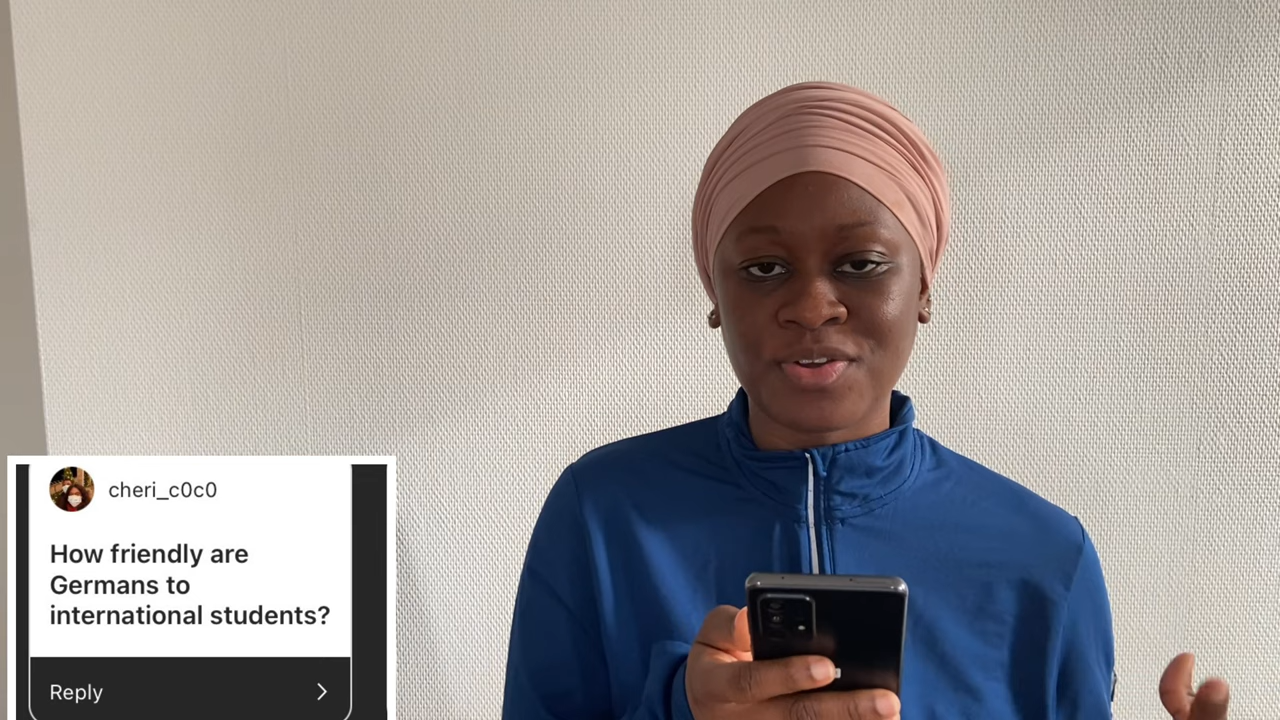 cheri_c0c0
How friendly are
Germans to
international students?
Reply